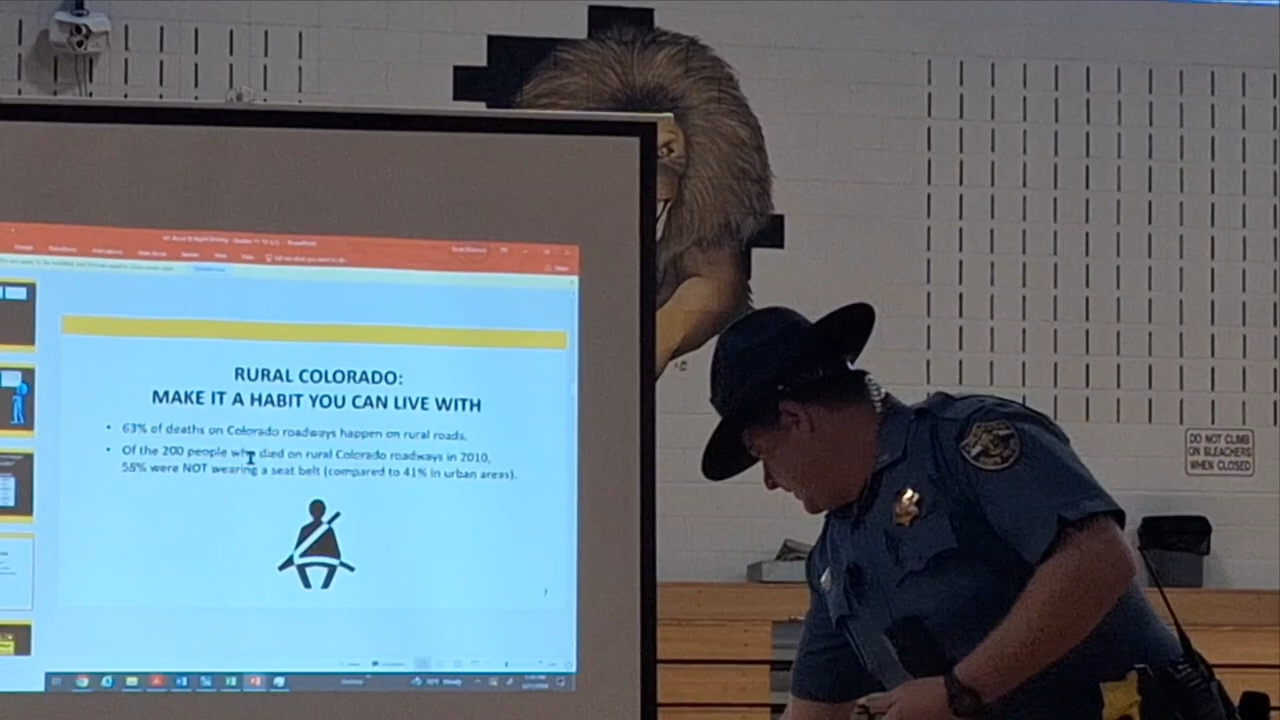 RURAL COLORADO:
MAKE IT A HABIT YOU CAN LIVE WITH
• 63% of deaths on Colorado roadways happen on rural roads.
• Of the 200 people who died on rural Colorado roadways in 2010,
58% were NOT wearing a seat belt (compared to 41% in urban areas).
7
DO NOT CLIMB
ON BLEACHERS
WHEN CLOSED